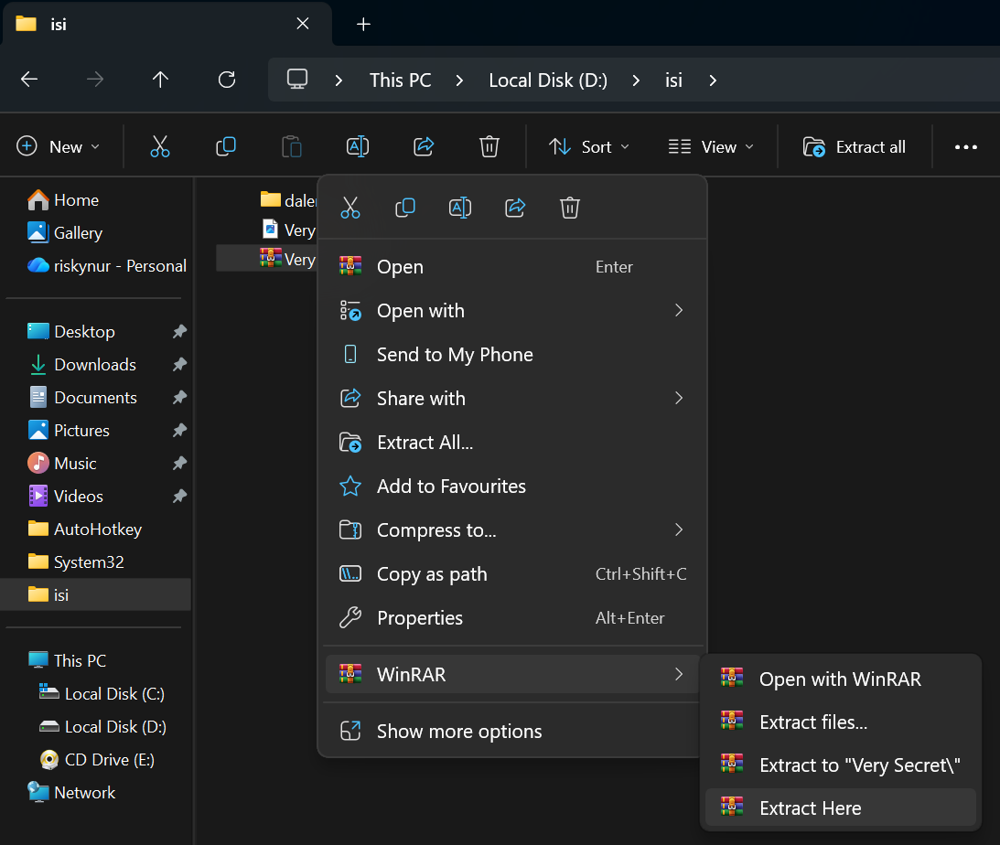 isi
This PC
Local Disk (D:)
isi
New
Sort
View
Extract all
Home
Gallery
riskynur - Personal
Desktop
Downloads
Documents
Pictures
Music
Videos
AutoHotkey
System32
isi
This PC
Local Disk (C:)
Local Disk (D:)
CD Drive (E:)
Network
Very
Very
Open Enter
Open with
Send to My Phone
Share with
Extract All...
Add to Favourites
Compress to...
Copy as path Ctrl+Shift+C
Properties Alt+Enter
WinRAR
Show more options
Open with WinRAR
Extract files...
Extract to "Very Secret\"
Extract Here